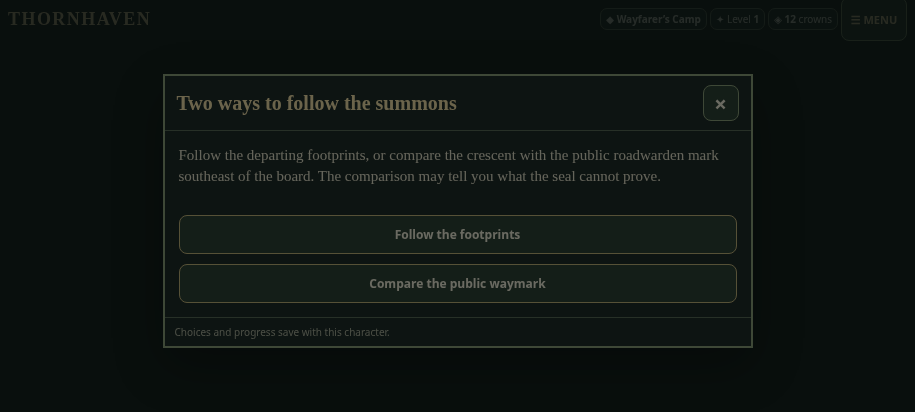 THORNHAVEN
◆ Wayfarer's Camp ✦ Level 1 ◈ 12 crowns ☰ MENU
Two ways to follow the summons ×
Follow the departing footprints, or compare the crescent with the public roadwarden mark
southeast of the board. The comparison may tell you what the seal cannot prove.
Follow the footprints
Compare the public waymark
Choices and progress save with this character.